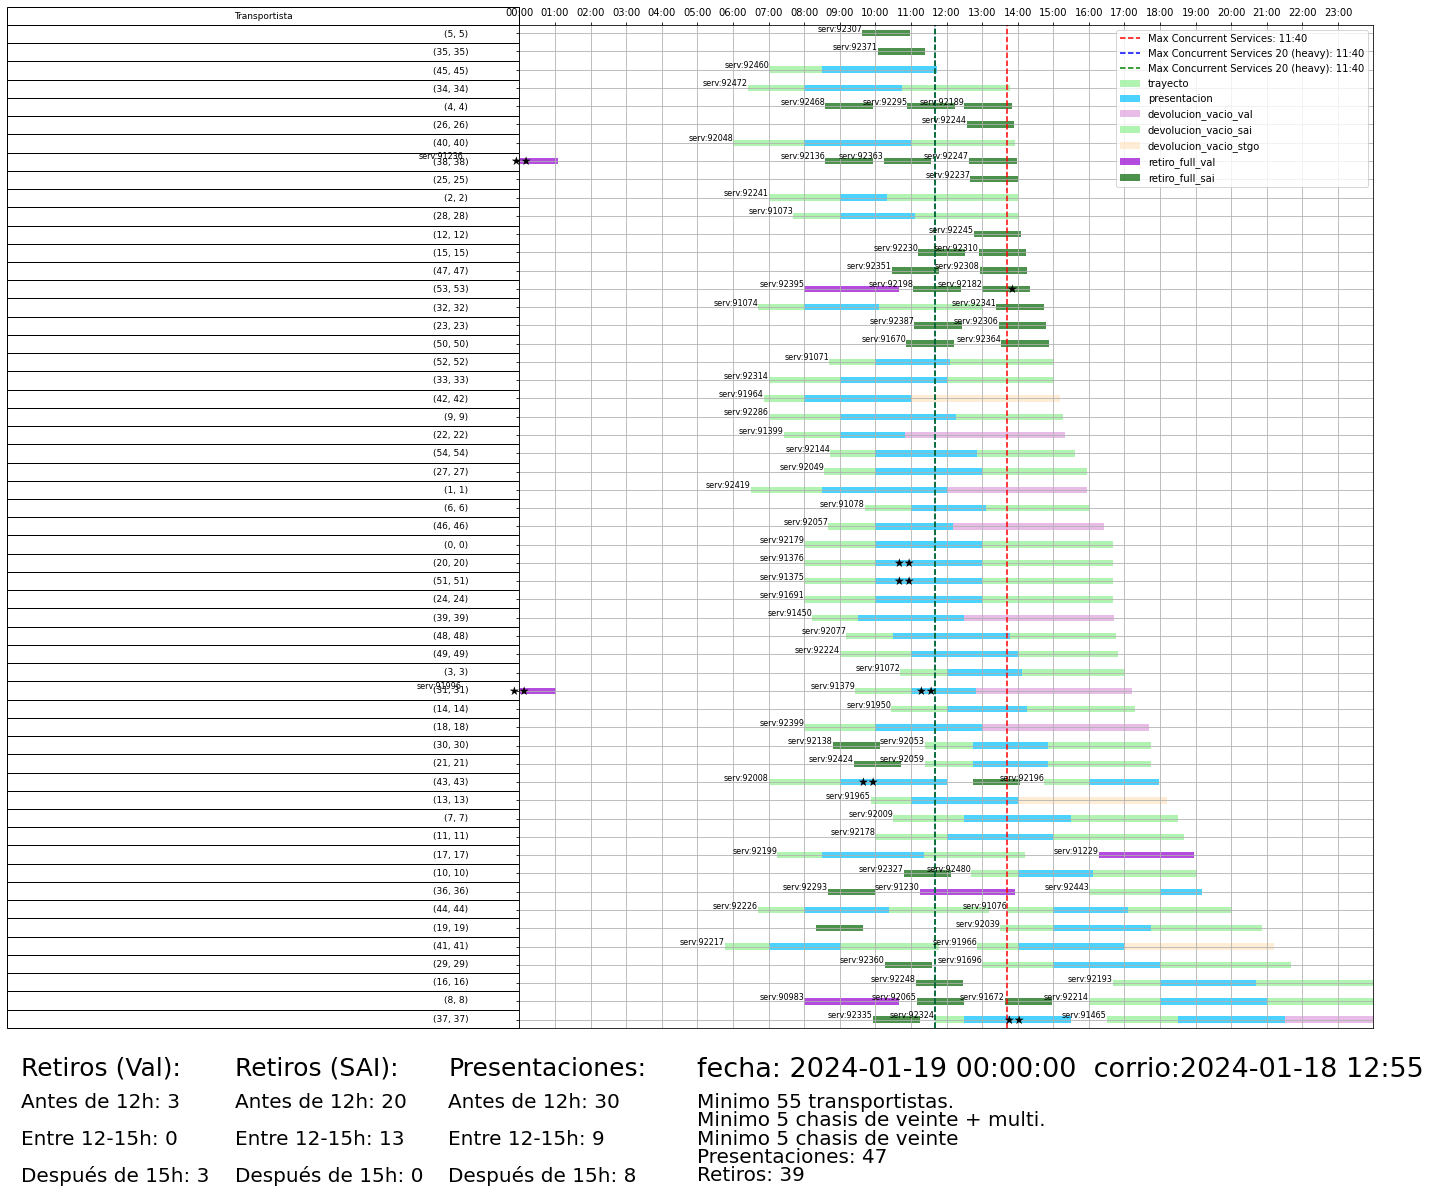 Transportista
00:00 01:00 02:00 03:00 04:00 05:00 06:00 07:00 08:00 09:00 10:00 11:00 12:00 13:00 14:00 15:00 16:00 17:00 18:00 19:00 20:00 21:00 22:00 23:00
Max Concurrent Services: 11:40
Max Concurrent Services 20 (heavy): 11:40
Max Concurrent Services 20 (heavy): 11:40
trayecto
presentacion
devolucion_vacio_val
devolucion_vacio_sai
devolucion_vacio_stgo
retiro_full_val
retiro_full_sai
(5, 5) serv:92307
(35, 35) serv:92371
(45, 45) serv:92460
(34, 34) serv:92472
(4, 4) serv:92468 serv:92295 serv:92189
(26, 26) serv:92244
(40, 40) serv:92048
(38, 38) serv:91236 serv:92136 serv:92363 serv:92247
(25, 25) serv:92237
(2, 2) serv:92241
(28, 28) serv:91073
(12, 12) serv:92245
(15, 15) serv:92230 serv:92310
(47, 47) serv:92351 serv:92308
(53, 53) serv:92395 serv:92198 serv:92182
(32, 32) serv:91074 serv:92341
(23, 23) serv:92387 serv:92306
(50, 50) serv:91670 serv:92364
(52, 52) serv:91071
(33, 33) serv:92314
(42, 42) serv:91964
(9, 9) serv:92286
(22, 22) serv:91399
(54, 54) serv:92144
(27, 27) serv:92049
(1, 1) serv:92419
(6, 6) serv:91078
(46, 46) serv:92057
(0, 0) serv:92179
(20, 20) serv:91376
(51, 51) serv:91375
(24, 24) serv:91691
(39, 39) serv:91450
(48, 48) serv:92077
(49, 49) serv:92224
(3, 3) serv:91072
(31, 31) serv:91996 serv:91379
(14, 14) serv:91950
(18, 18) serv:92399
(30, 30) serv:92138 serv:92053
(21, 21) serv:92424 serv:92059
(43, 43) serv:92008 serv:92196
(13, 13) serv:91965
(7, 7) serv:92009
(11, 11) serv:92178
(17, 17) serv:92199 serv:91229
(10, 10) serv:92327 serv:92480
(36, 36) serv:92293 serv:91230 serv:92443
(44, 44) serv:92226 serv:91076
(19, 19) serv:92039
(41, 41) serv:92217 serv:91966
(29, 29) serv:92360 serv:91696
(16, 16) serv:92248 serv:92193
(8, 8) serv:90983 serv:92065 serv:91672 serv:92214
(37, 37) serv:92335 serv:92324 serv:91465
Retiros (Val):
Antes de 12h: 3
Entre 12-15h: 0
Después de 15h: 3
Retiros (SAI):
Antes de 12h: 20
Entre 12-15h: 13
Después de 15h: 0
Presentaciones:
Antes de 12h: 30
Entre 12-15h: 9
Después de 15h: 8
fecha: 2024-01-19 00:00:00 corrio:2024-01-18 12:55
Minimo 55 transportistas.
Minimo 5 chasis de veinte + multi.
Minimo 5 chasis de veinte
Presentaciones: 47
Retiros: 39